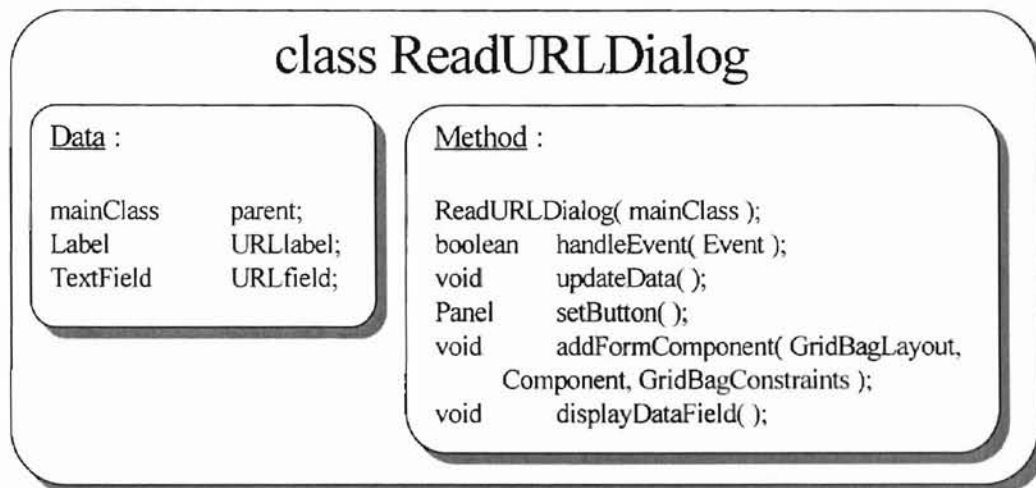 class ReadURLDialog
Data :
mainClass parent;
Label URLlabel;
TextField URLfield;
Method :
ReadURLDialog( mainClass );
boolean handleEvent( Event );
void updateData( );
Panel setButton( );
void addFormComponent( GridBagLayout,
Component, GridBagConstraints );
void displayDataField( );